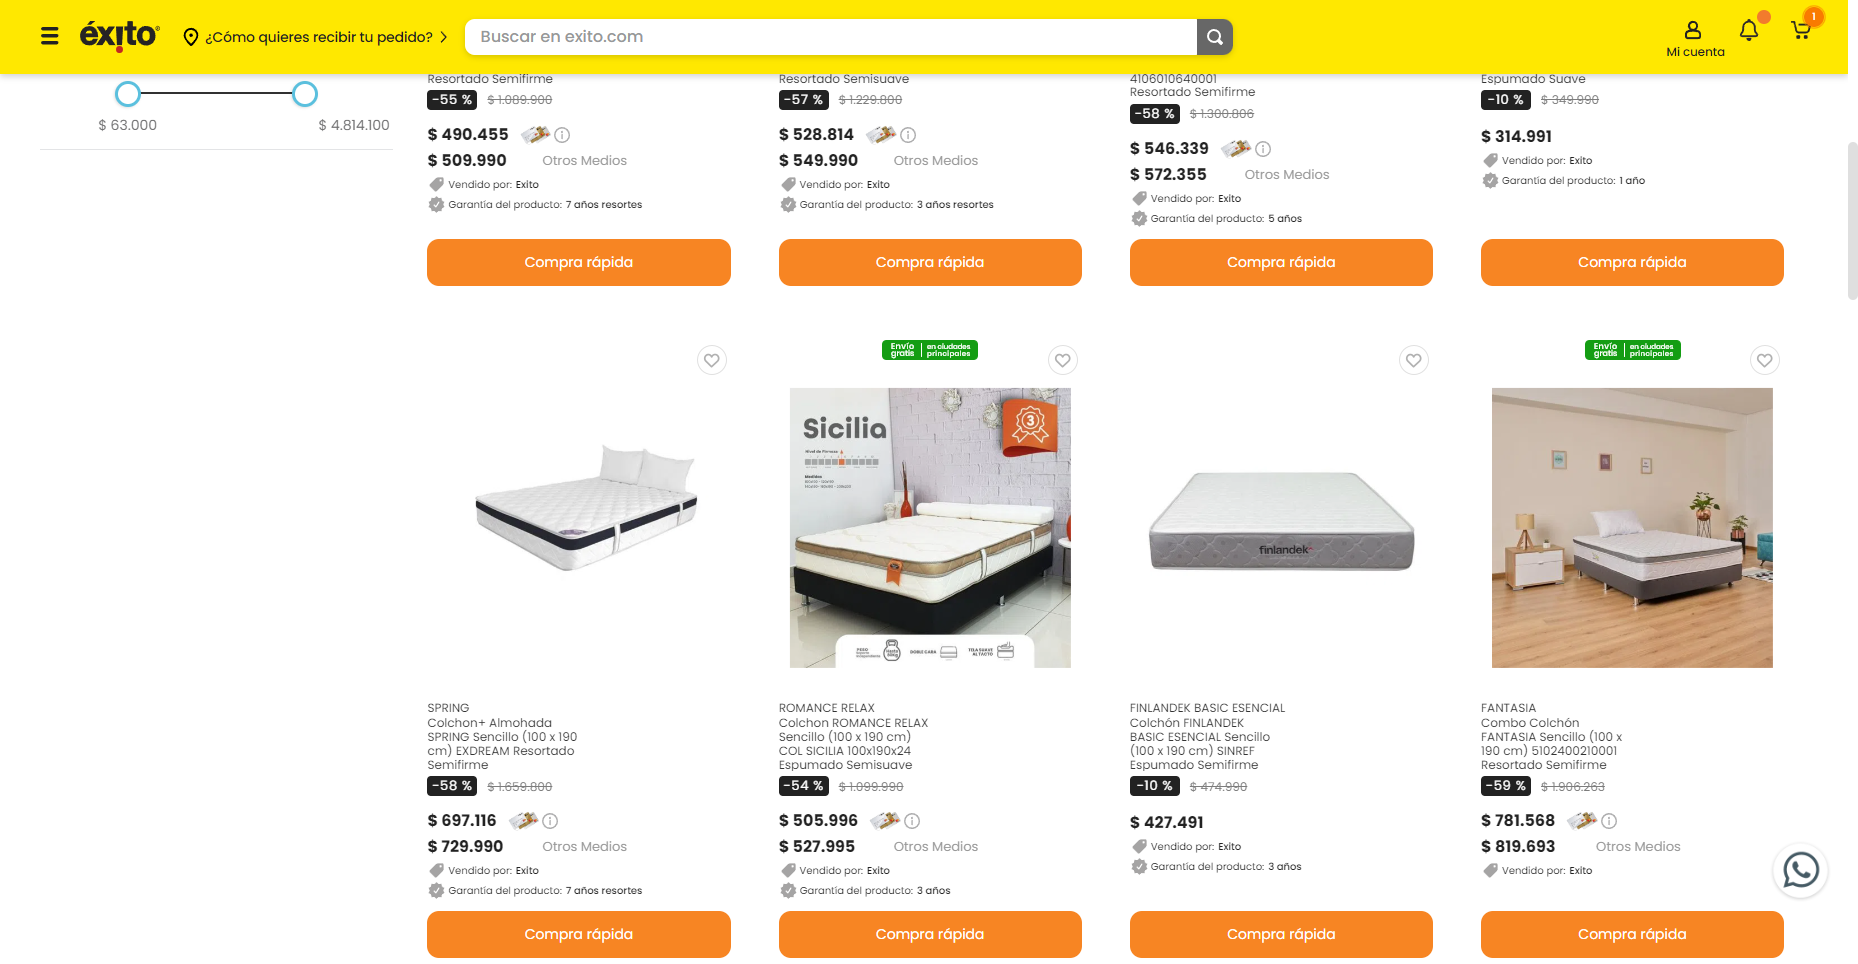 éxito
¿Cómo quieres recibir tu pedido?
Buscar en exito.com
Mi cuenta
1
$ 63.000
$ 4.814.100
Resortado Semifirme
-55 % $ 1.089.900
$ 490.455
$ 509.990 Otros Medios
Vendido por: Exito
Garantía del producto: 7 años resortes
Compra rápida
Resortado Semisuave
-57 % $ 1.229.800
$ 528.814
$ 549.990 Otros Medios
Vendido por: Exito
Garantía del producto: 3 años resortes
Compra rápida
4106010640001
Resortado Semifirme
-58 % $ 1.300.806
$ 546.339
$ 572.355 Otros Medios
Vendido por: Exito
Garantía del producto: 5 años
Compra rápida
Espumado Suave
-10 % $ 349.990
$ 314.991
Vendido por: Exito
Garantía del producto: 1 año
Compra rápida
SPRING
Colchon+ Almohada
SPRING Sencillo (100 x 190
cm) EXDREAM Resortado
Semifirme
-58 % $ 1.659.800
$ 697.116
$ 729.990 Otros Medios
Vendido por: Exito
Garantía del producto: 7 años resortes
Compra rápida
Envío gratis en ciudades principales
Sicilia
3
Nivel de Firmeza
Medidas
DOBLE CARA
TELA SUAVE
AL TACTO
ROMANCE RELAX
Colchon ROMANCE RELAX
Sencillo (100 x 190 cm)
COL SICILIA 100x190x24
Espumado Semisuave
-54 % $ 1.099.990
$ 505.996
$ 527.995 Otros Medios
Vendido por: Exito
Garantía del producto: 3 años
Compra rápida
finlandek
FINLANDEK BASIC ESENCIAL
Colchón FINLANDEK
BASIC ESENCIAL Sencillo
(100 x 190 cm) SINREF
Espumado Semifirme
-10 % $ 474.990
$ 427.491
Vendido por: Exito
Garantía del producto: 3 años
Compra rápida
Envío gratis en ciudades principales
FANTASIA
Combo Colchón
FANTASIA Sencillo (100 x
190 cm) 5102400210001
Resortado Semifirme
-59 % $ 1.906.263
$ 781.568
$ 819.693 Otros Medios
Vendido por: Exito
Compra rápida